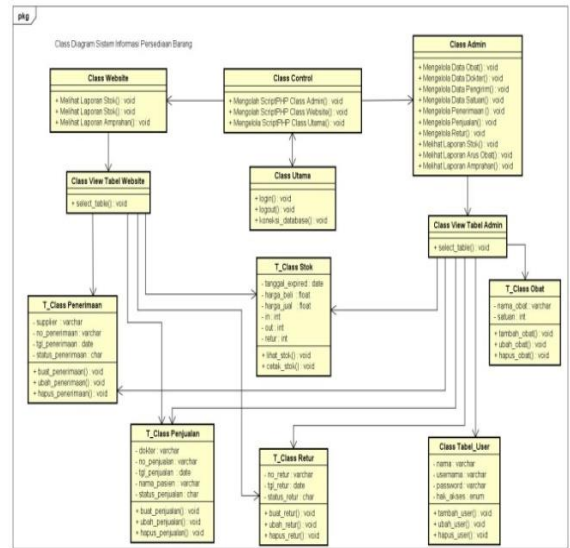 pkg
Class Diagram Sistem Informasi Persediaan Barang
Class Website
+ Melihat Laporan Stok() : void
+ Melihat Laporan Stok() : void
+ Melihat Laporan Amprahan() : void
Class Control
+ Mengolah ScriptPHP Class Admin() : void
+ Mengolah ScriptPHP Class Website() : void
+ Mengelola ScriptPHP Class Utama() : void
Class Admin
+ Mengelola Data Obat() : void
+ Mengelola Data Dokter() : void
+ Mengelola Data Pengirim() : void
+ Mengelola Data Satuan() : void
+ Mengelola Penerimaan() : void
+ Mengelola Penjualan() : void
+ Mengelola Retur() : void
+ Melihat Laporan Stok() : void
+ Melihat Laporan Arus Obat() : void
+ Melihat Laporan Amprahan() : void
Class Utama
+ login() : void
+ logout() : void
+ koneksi_database() : void
Class View Tabel Website
+ select_table() : void
Class View Tabel Admin
+ select_table() : void
T_Class Stok
- tanggal_expired : date
- harga_beli : float
- harga_jual : float
- in : int
- out : int
- retur : int
+ lihat_stok() : void
+ cetak_stok() : void
T_Class Obat
- nama_obat : varchar
- satuan : int
+ tambah_obat() : void
+ ubah_obat() : void
+ hapus_obat() : void
T_Class Penerimaan
- supplier : varchar
- no_penerimaan : varchar
- tgl_penerimaan : date
- status_penerimaan : char
+ buat_penerimaan() : void
+ ubah_penerimaan() : void
+ hapus_penerimaan() : void
T_Class Penjualan
- dokter : varchar
- no_penjualan : varchar
- tgl_penjualan : date
- nama_pasien : varchar
- status_penjualan : char
+ buat_penjualan() : void
+ ubah_penjualan() : void
+ hapus_penjualan() : void
T_Class Retur
- no_retur : varchar
- tgl_retur : date
- status_retur : char
+ buat_retur() : void
+ ubah_retur() : void
+ hapus_retur() : void
Class Tabel_User
- nama : varchar
- username : varchar
- password : varchar
- hak_akses : enum
+ tambah_user() : void
+ ubah_user() : void
+ hapus_user() : void